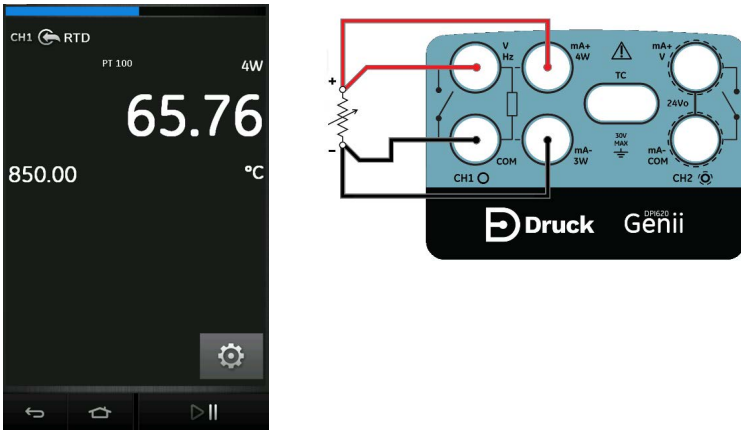 CH1 RTD
PT 100
4W
65.76
850.00 °C
V
Hz
mA+
4W
mA+
V
TC
24Vo
30V
MAX
COM
mA-
3W
mA-
COM
CH1
CH2
+
−
Druck
DPI620
Genii